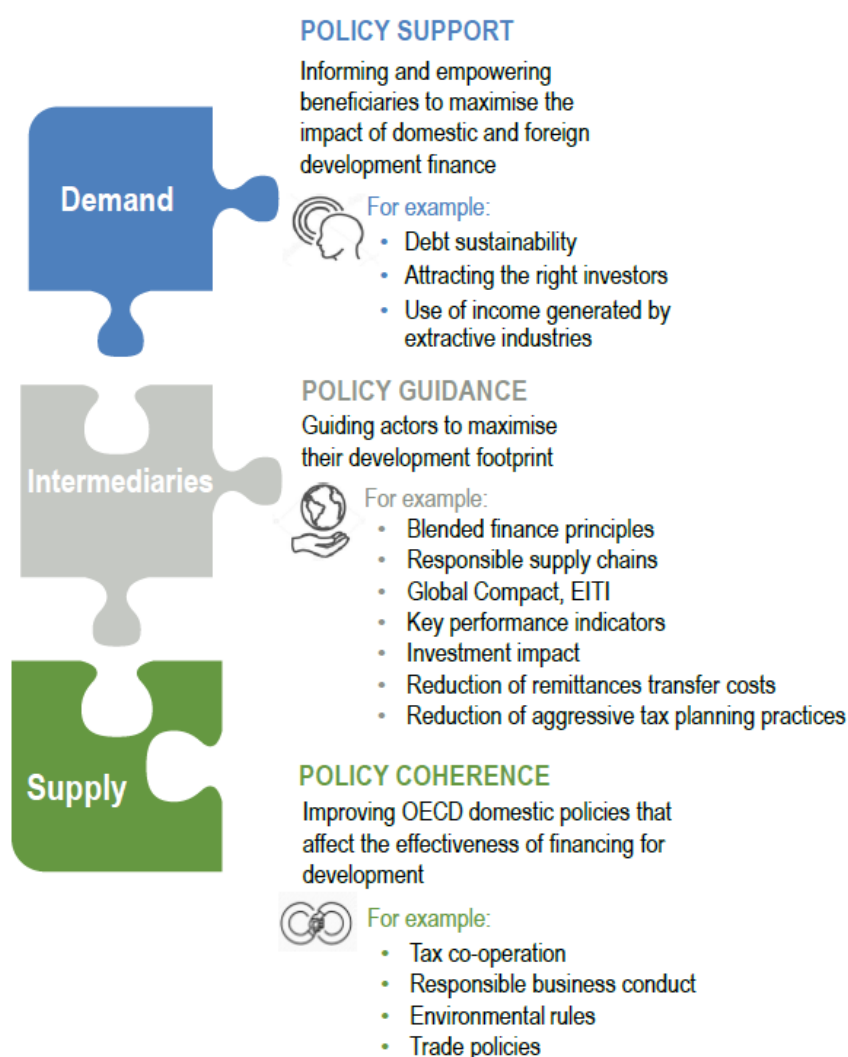 POLICY SUPPORT
Informing and empowering
beneficiaries to maximise the
impact of domestic and foreign
development finance
Demand
For example:
• Debt sustainability
• Attracting the right investors
• Use of income generated by
extractive industries
POLICY GUIDANCE
Guiding actors to maximise
their development footprint
Intermediaries
For example:
• Blended finance principles
• Responsible supply chains
• Global Compact, EITI
• Key performance indicators
• Investment impact
• Reduction of remittances transfer costs
• Reduction of aggressive tax planning practices
POLICY COHERENCE
Supply
Improving OECD domestic policies that
affect the effectiveness of financing for
development
For example:
• Tax co-operation
• Responsible business conduct
• Environmental rules
• Trade policies